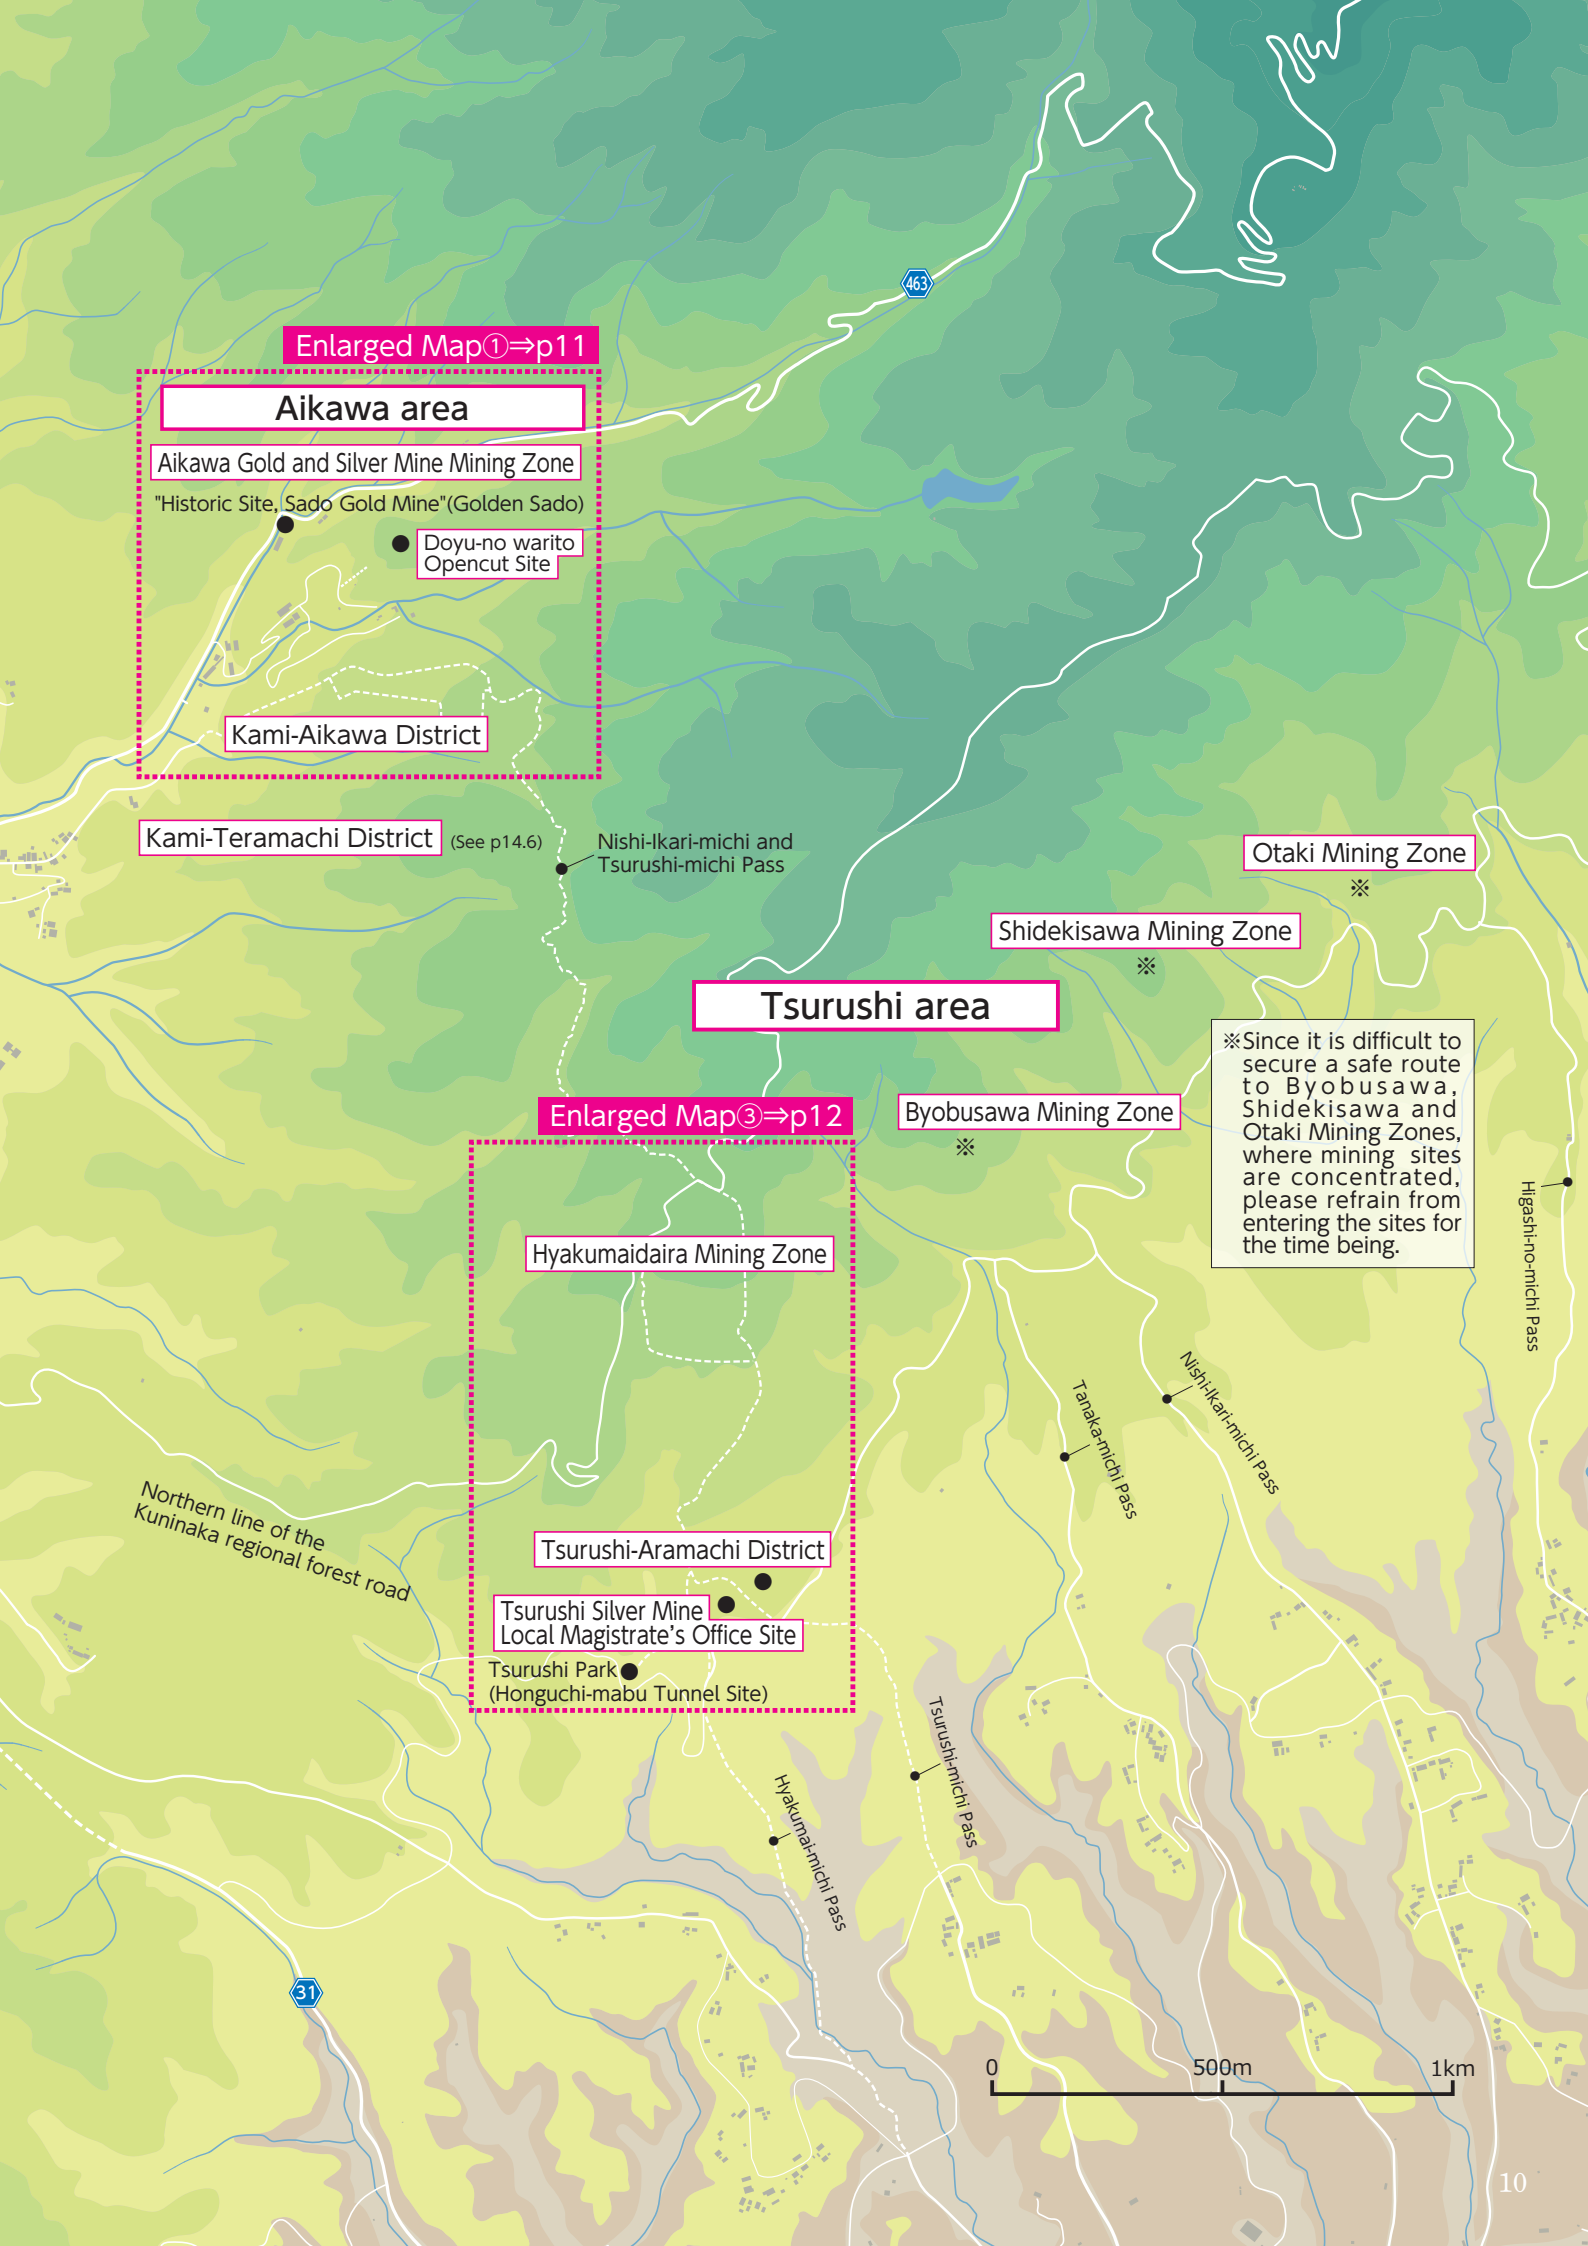 463
Enlarged Map①⇒p11
Aikawa area
Aikawa Gold and Silver Mine Mining Zone
"Historic Site, Sado Gold Mine"(Golden Sado)
Doyu-no warito
Opencut Site
Kami-Aikawa District
Kami-Teramachi District
(See p14.6)
Nishi-Ikari-michi and
Tsurushi-michi Pass
Otaki Mining Zone
※
Shidekisawa Mining Zone
※
Tsurushi area
※Since it is difficult to
secure a safe route
to Byobusawa,
Shidekisawa and
Otaki Mining Zones,
where mining sites
are concentrated,
please refrain from
entering the sites for
the time being.
Byobusawa Mining Zone
※
Enlarged Map③⇒p12
Hyakumaidaira Mining Zone
Higashi-no-michi Pass
Nishi-Ikari-michi Pass
Tanaka-michi Pass
Northern line of the
Kuninaka regional forest road
Tsurushi-Aramachi District
Tsurushi Silver Mine
Local Magistrate's Office Site
Tsurushi Park
(Honguchi-mabu Tunnel Site)
Tsurushi-michi Pass
Hyakumai-michi Pass
31
0
500m
1km
10